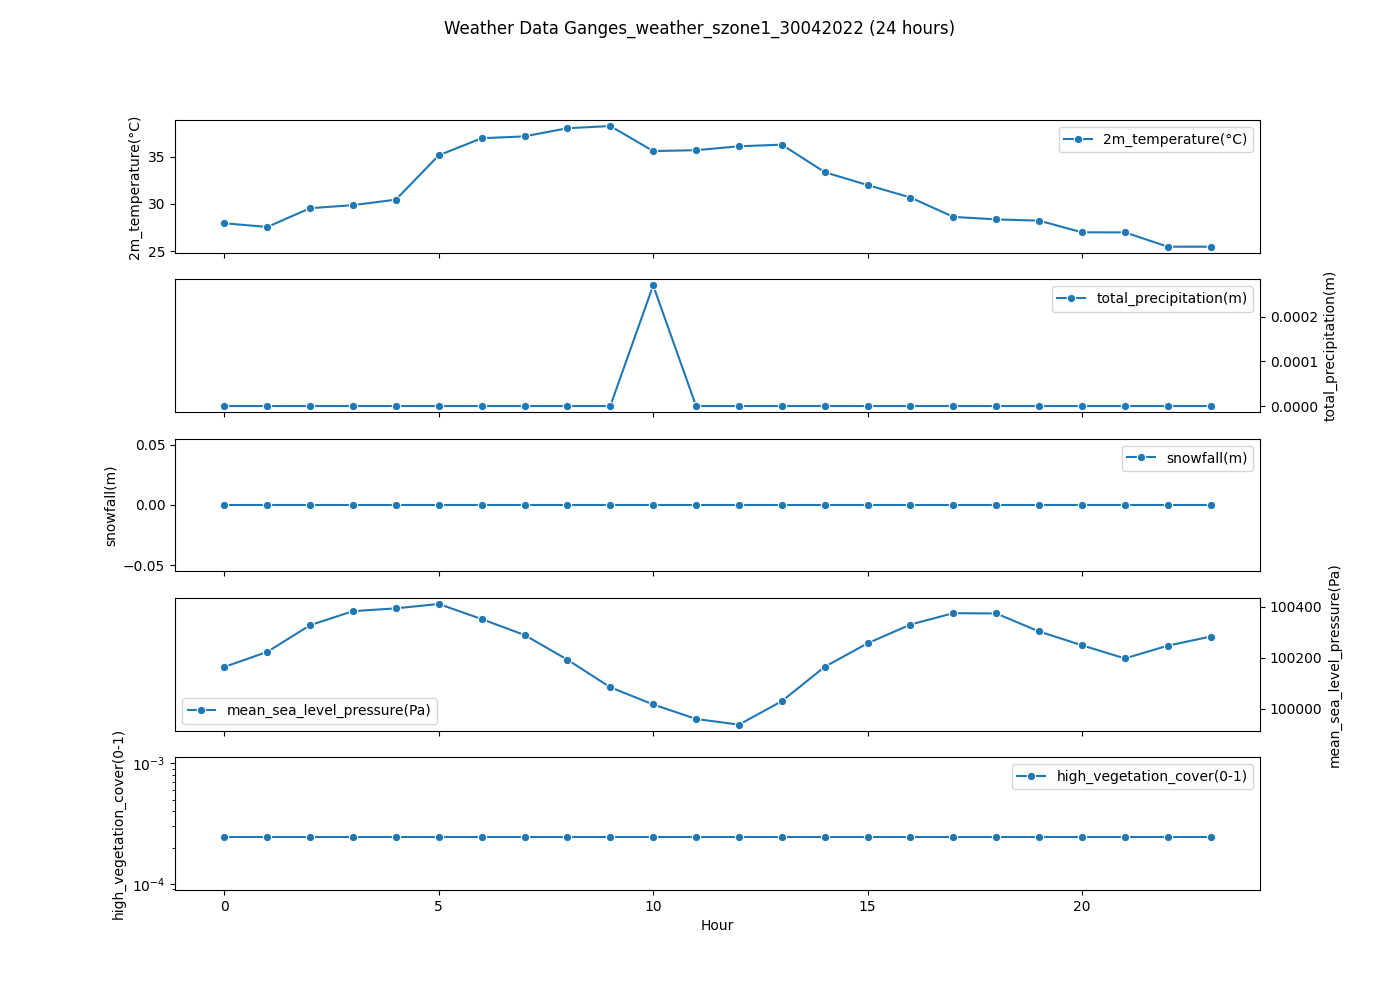 Weather Data Ganges_weather_szone1_30042022 (24 hours)
2m_temperature(°C)
35
30
25
2m_temperature(°C)
total_precipitation(m)
0.0002
0.0001
0.0000
total_precipitation(m)
snowfall(m)
0.05
0.00
−0.05
snowfall(m)
mean_sea_level_pressure(Pa)
100400
100200
100000
mean_sea_level_pressure(Pa)
high_vegetation_cover(0-1)
10⁻³
10⁻⁴
high_vegetation_cover(0-1)
0 5 10 15 20
Hour